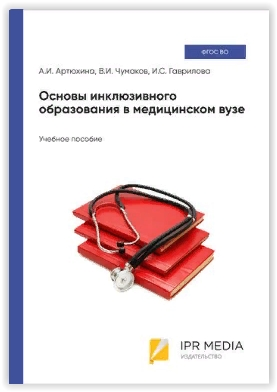 ФГОС ВО
А.И. Артюхина, В.И. Чумаков, И.С. Гаврилова
Основы инклюзивного
образования в медицинском вузе
Учебное пособие
IPR MEDIA
ИЗДАТЕЛЬСТВО